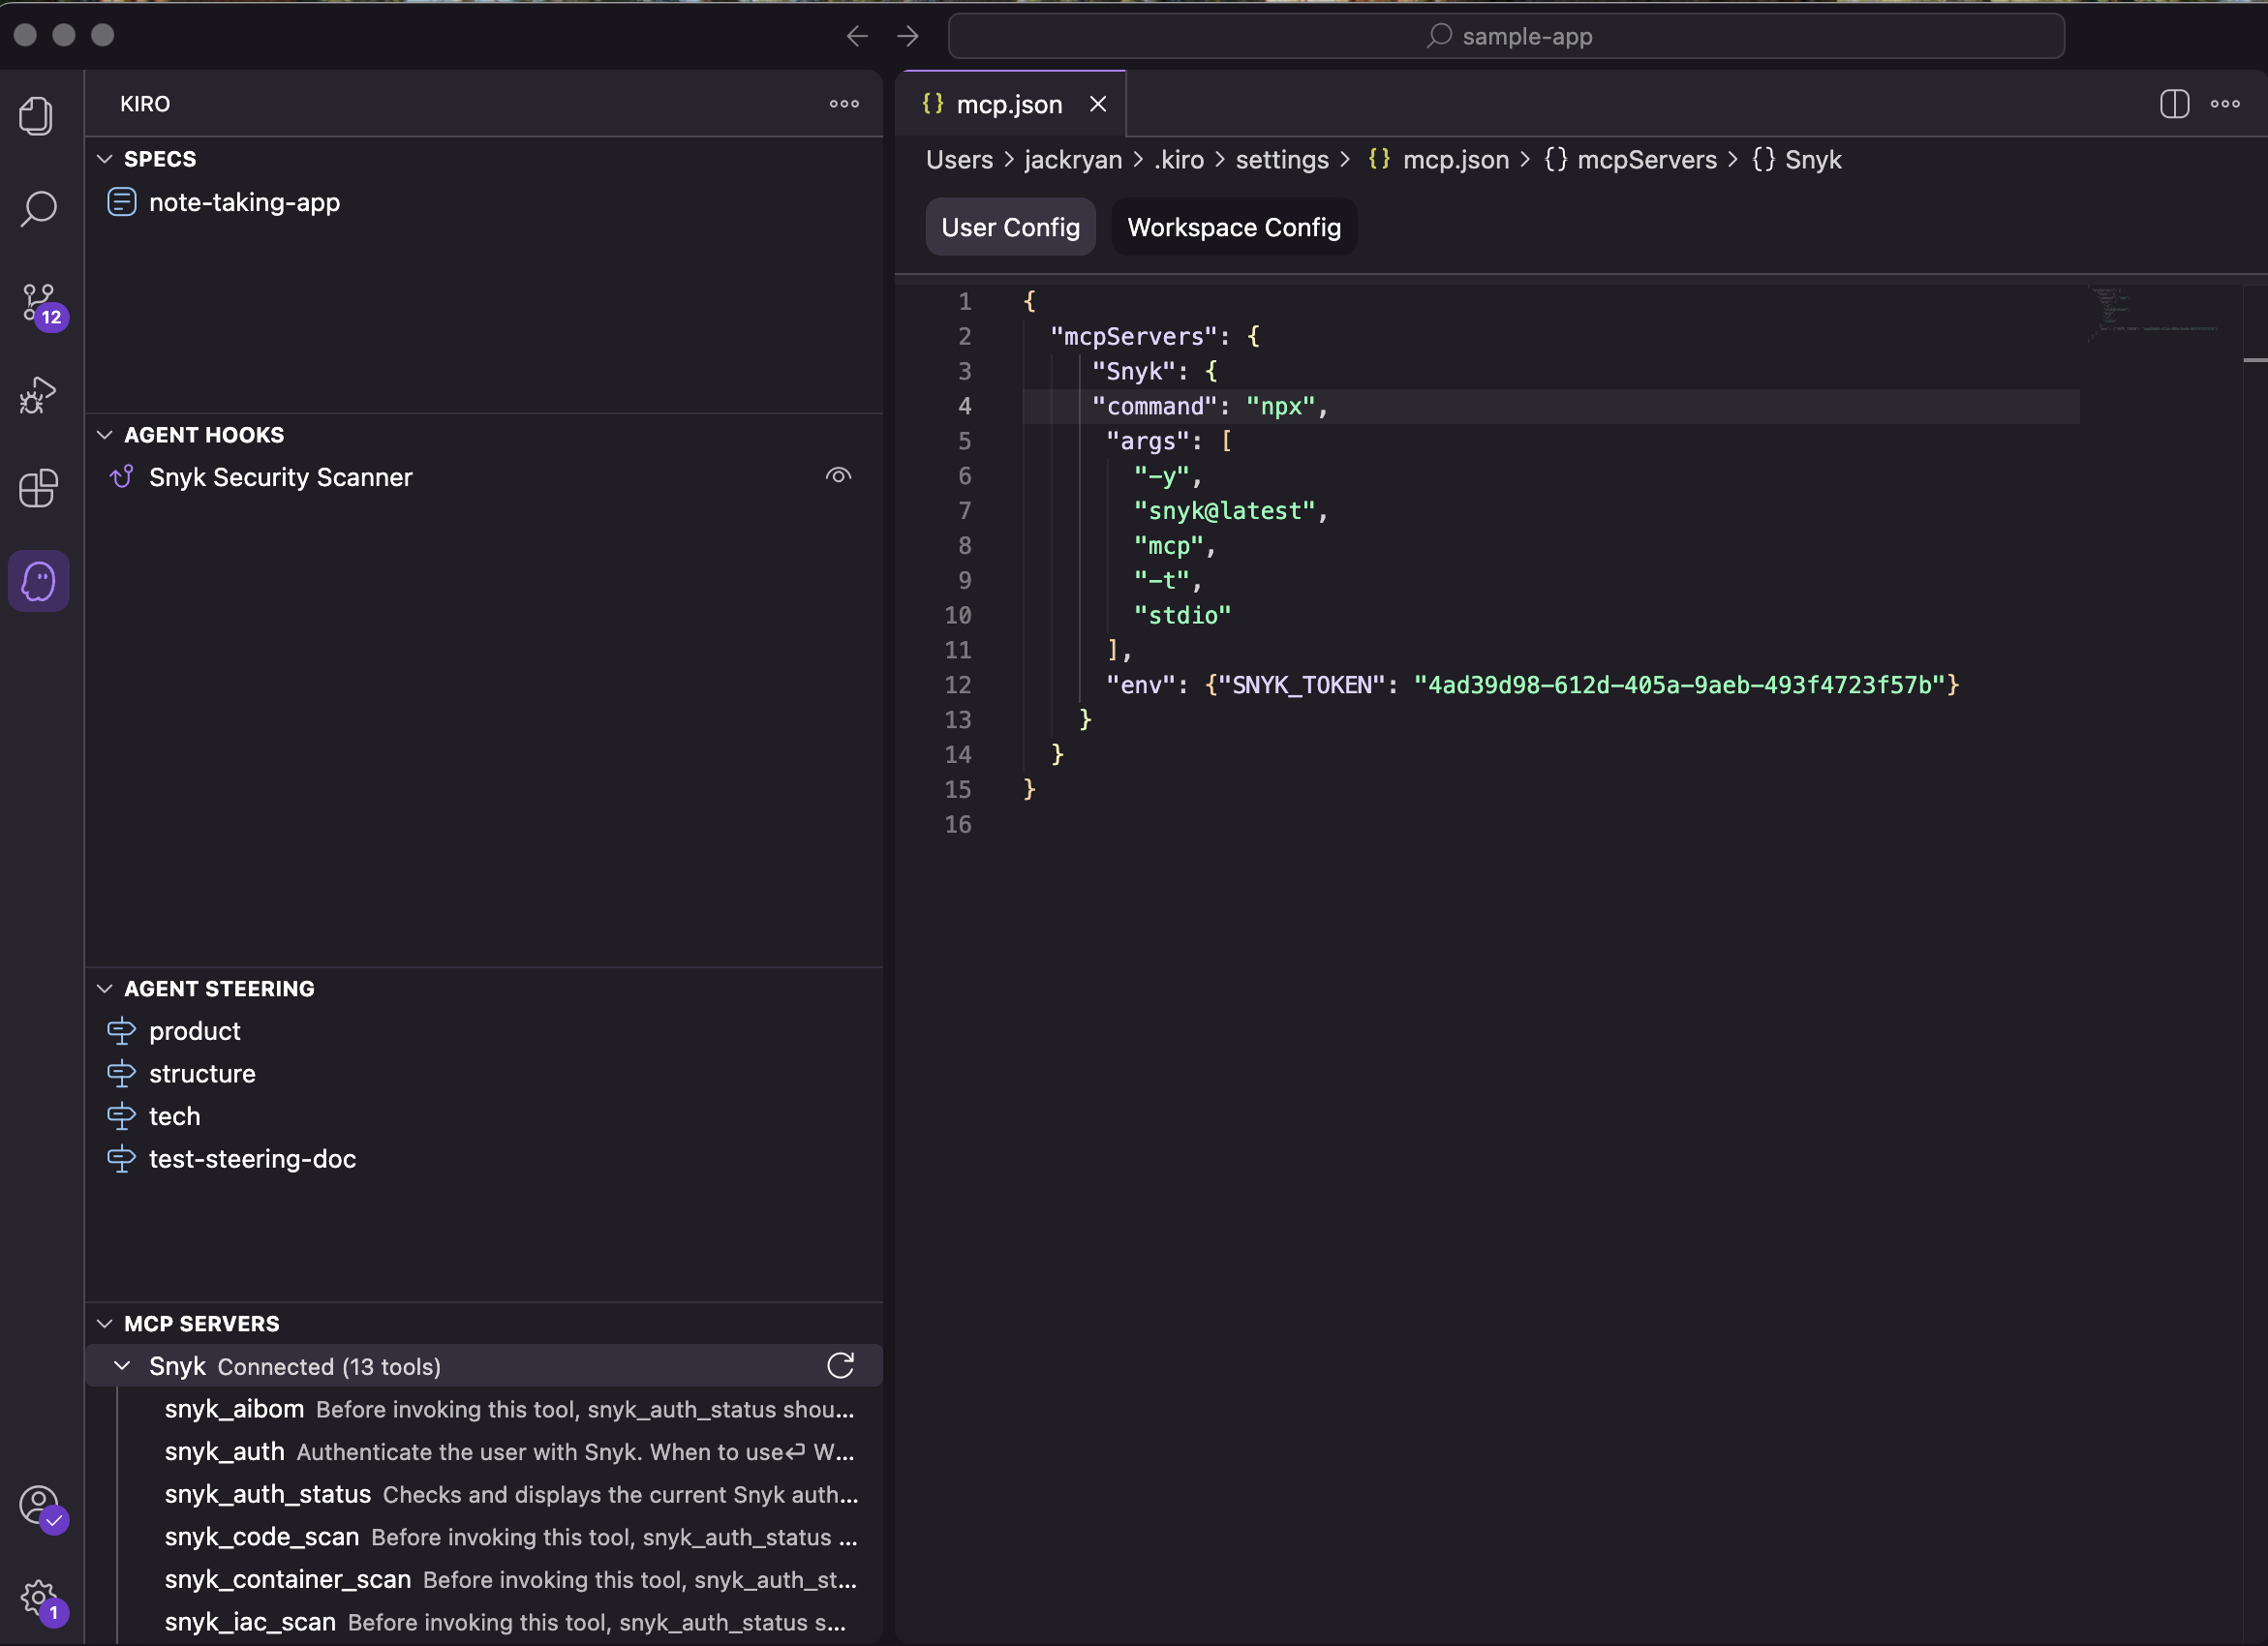 sample-app
KIRO
SPECS
note-taking-app
12
AGENT HOOKS
Snyk Security Scanner
AGENT STEERING
product
structure
tech
test-steering-doc
MCP SERVERS
Snyk Connected (13 tools)
snyk_aibom Before invoking this tool, snyk_auth_status shou...
snyk_auth Authenticate the user with Snyk. When to use↵ W...
snyk_auth_status Checks and displays the current Snyk auth...
snyk_code_scan Before invoking this tool, snyk_auth_status ...
snyk_container_scan Before invoking this tool, snyk_auth_st...
snyk_iac_scan Before invoking this tool, snyk_auth_status s...
1
mcp.json
Users > jackryan > .kiro > settings > {} mcp.json > {} mcpServers > {} Snyk
User Config Workspace Config
1 {
2 "mcpServers": {
3 "Snyk": {
4 "command": "npx",
5 "args": [
6 "-y",
7 "snyk@latest",
8 "mcp",
9 "-t",
10 "stdio"
11 ],
12 "env": {"SNYK_TOKEN": "4ad39d98-612d-405a-9aeb-493f4723f57b"}
13 }
14 }
15 }
16